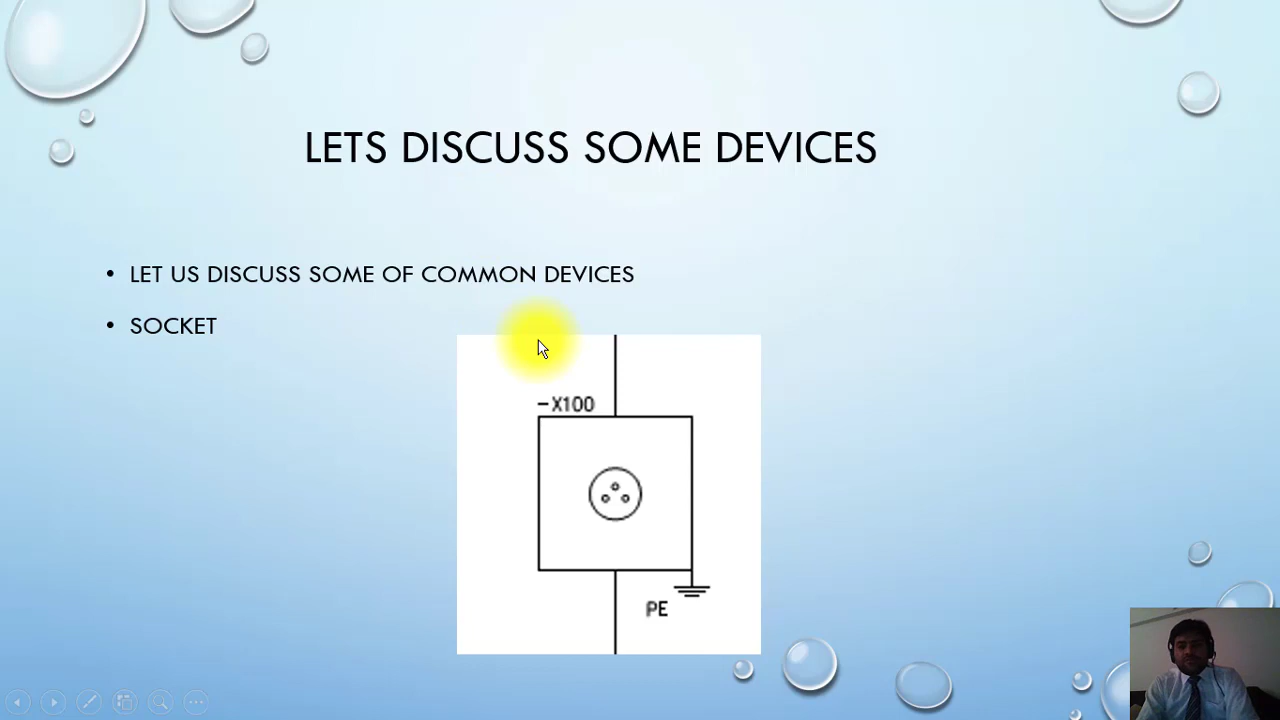 LETS DISCUSS SOME DEVICES
• LET US DISCUSS SOME OF COMMON DEVICES
• SOCKET
-X100
PE